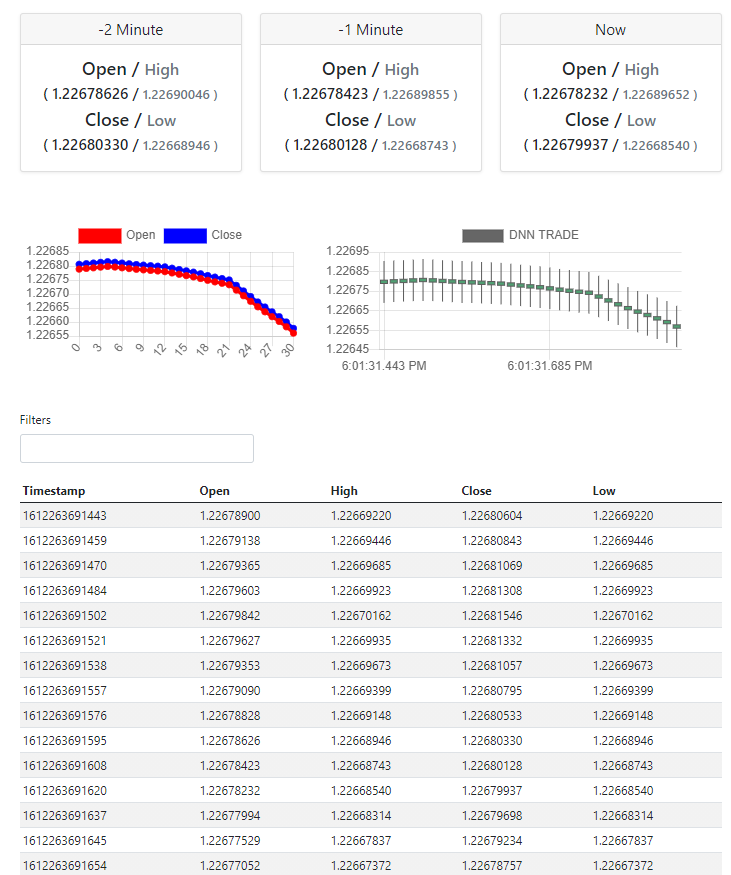 -2 Minute
Open / High
( 1.22678626 / 1.22690046 )
Close / Low
( 1.22680330 / 1.22668946 )
-1 Minute
Open / High
( 1.22678423 / 1.22689855 )
Close / Low
( 1.22680128 / 1.22668743 )
Now
Open / High
( 1.22678232 / 1.22689652 )
Close / Low
( 1.22679937 / 1.22668540 )
Open Close
1.22685
1.22680
1.22675
1.22670
1.22665
1.22660
1.22655
0 3 6 9 12 15 18 21 24 27 30
DNN TRADE
1.22695
1.22685
1.22675
1.22665
1.22655
1.22645
6:01:31.443 PM 6:01:31.685 PM
Filters
Timestamp Open High Close Low
1612263691443 1.22678900 1.22669220 1.22680604 1.22669220
1612263691459 1.22679138 1.22669446 1.22680843 1.22669446
1612263691470 1.22679365 1.22669685 1.22681069 1.22669685
1612263691484 1.22679603 1.22669923 1.22681308 1.22669923
1612263691502 1.22679842 1.22670162 1.22681546 1.22670162
1612263691521 1.22679627 1.22669935 1.22681332 1.22669935
1612263691538 1.22679353 1.22669673 1.22681057 1.22669673
1612263691557 1.22679090 1.22669399 1.22680795 1.22669399
1612263691576 1.22678828 1.22669148 1.22680533 1.22669148
1612263691595 1.22678626 1.22668946 1.22680330 1.22668946
1612263691608 1.22678423 1.22668743 1.22680128 1.22668743
1612263691620 1.22678232 1.22668540 1.22679937 1.22668540
1612263691637 1.22677994 1.22668314 1.22679698 1.22668314
1612263691645 1.22677529 1.22667837 1.22679234 1.22667837
1612263691654 1.22677052 1.22667372 1.22678757 1.22667372